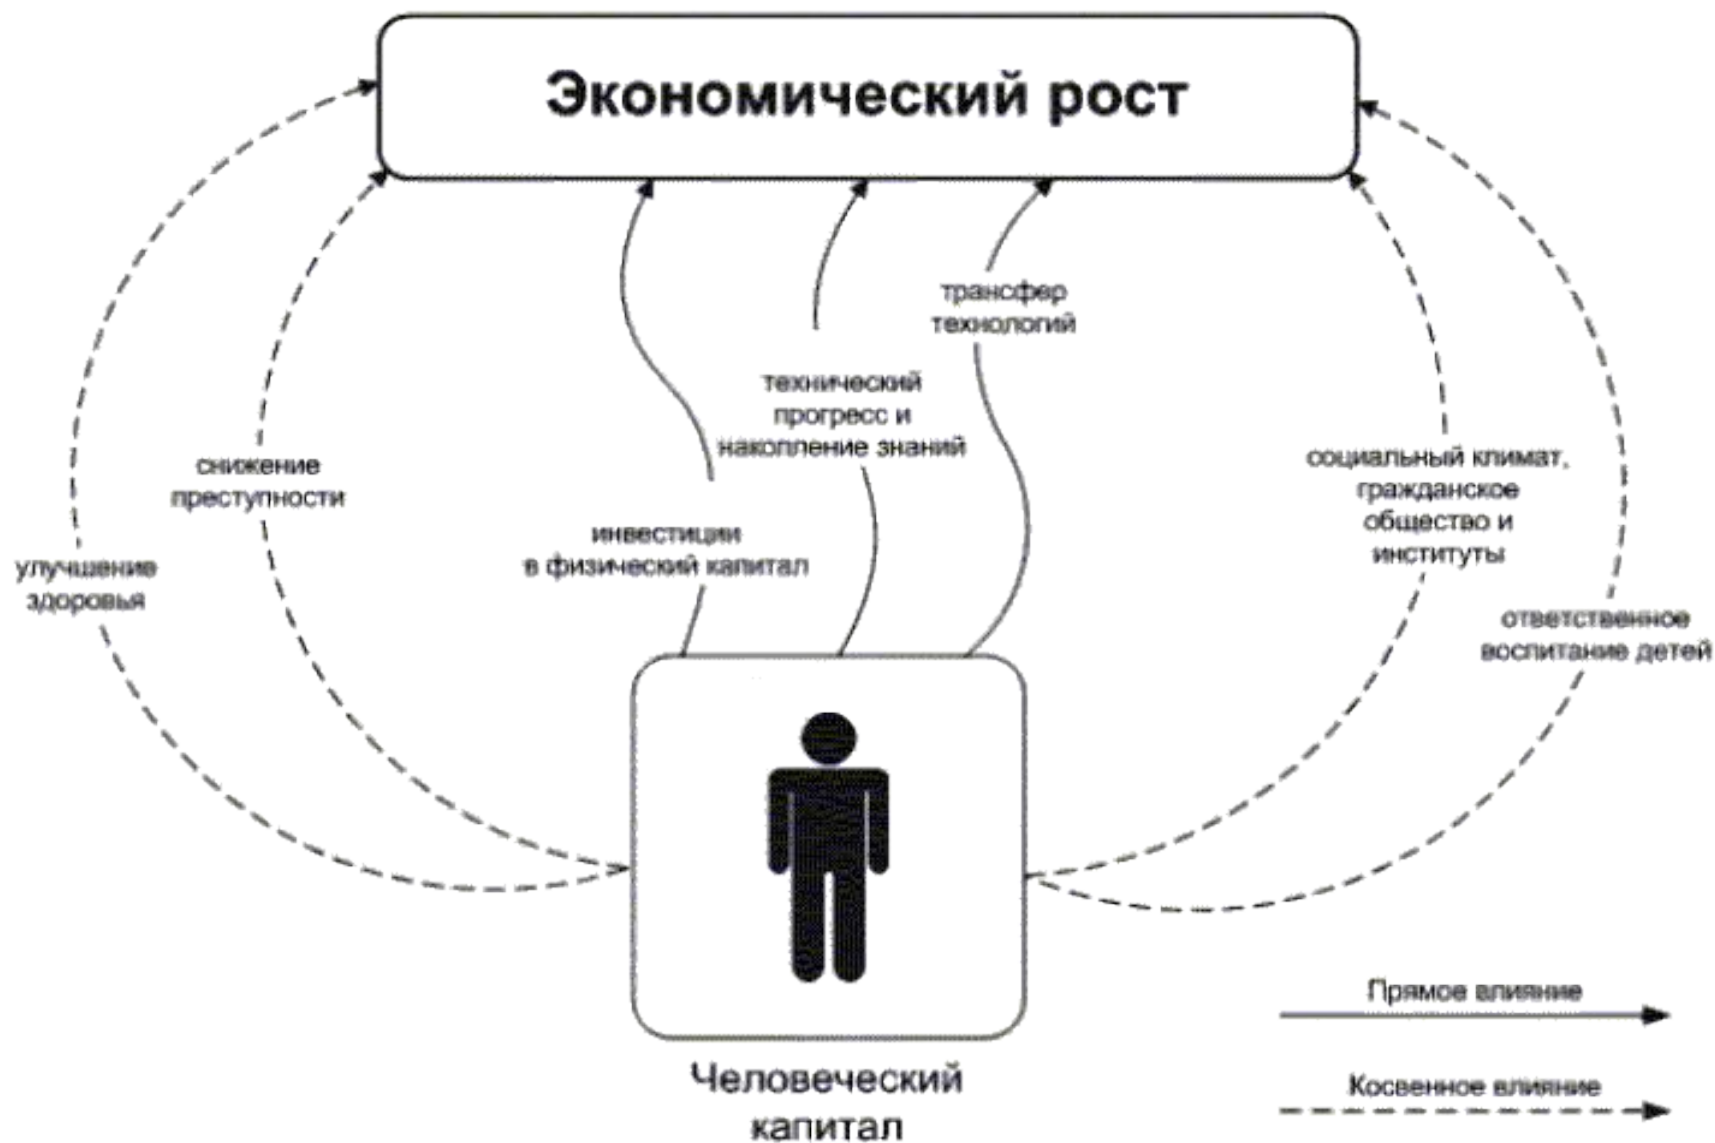 Экономический рост
трансфер
технологий
технический
прогресс и
накопление знаний
снижение
преступности
социальный климат,
гражданское
общество и
институты
инвестиции
в физический капитал
улучшение
здоровья
ответственное
воспитание детей
Прямое влияние
Человеческий
капитал
Косвенное влияние